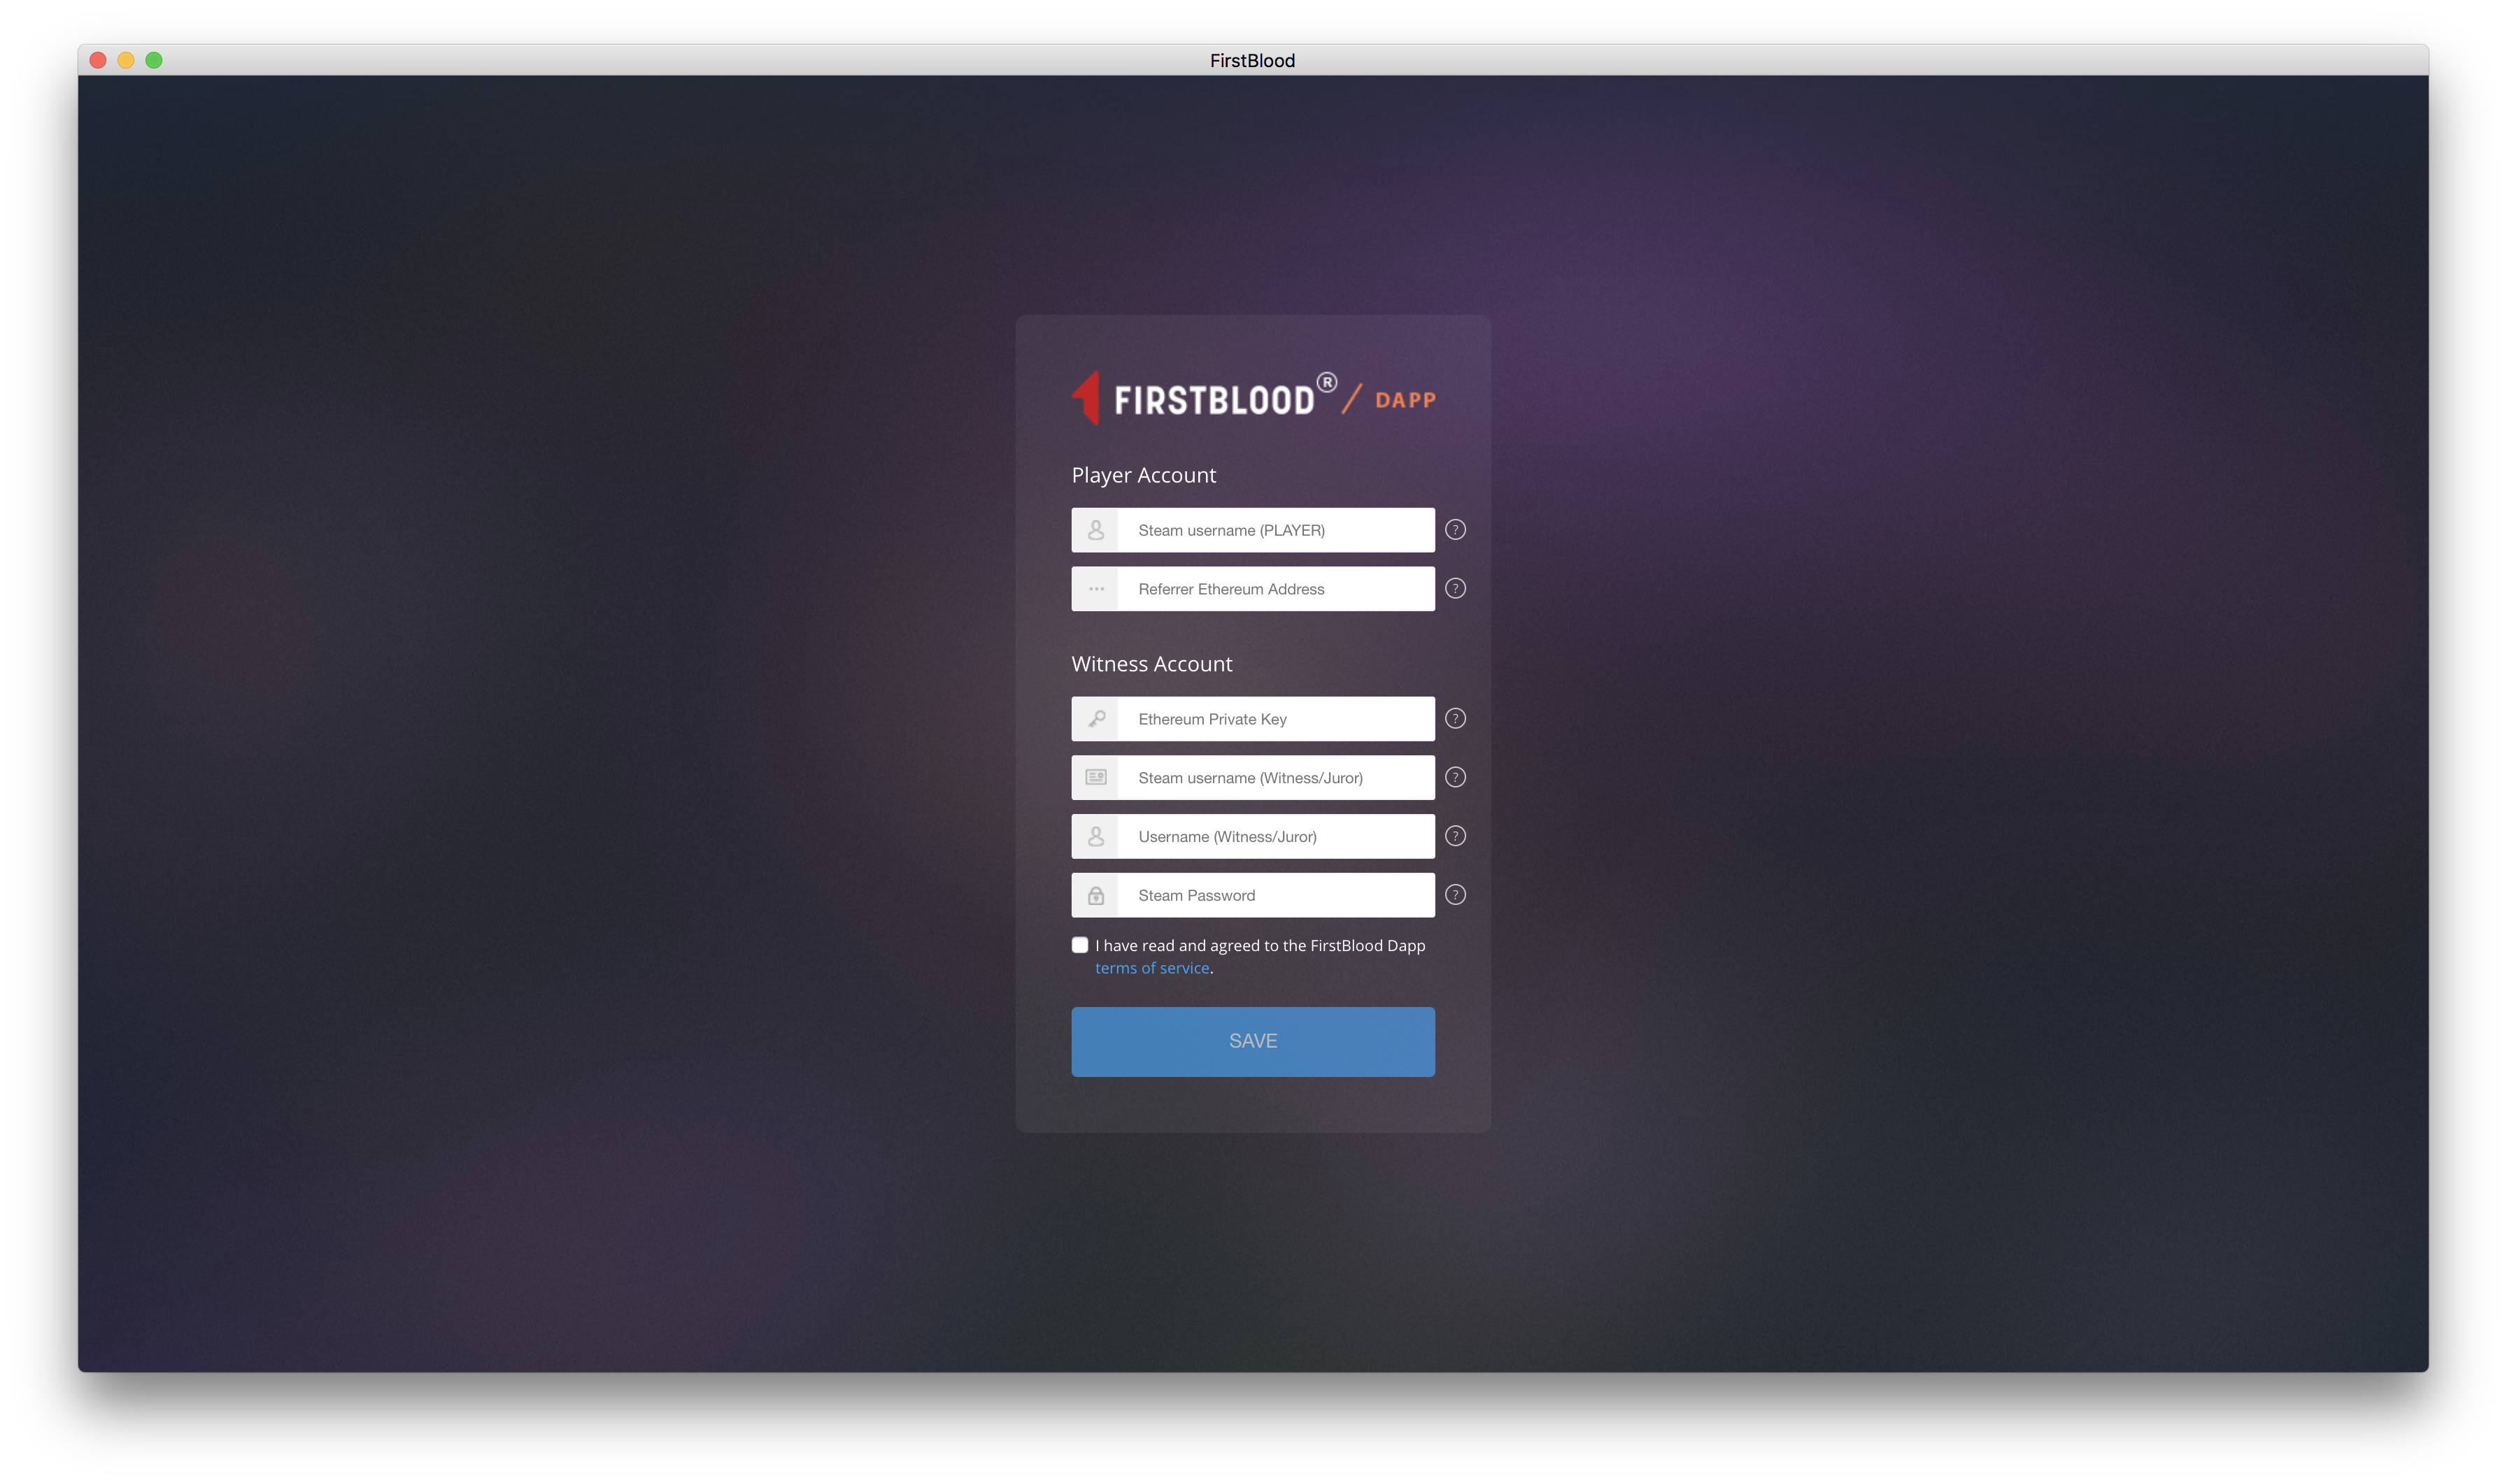 FirstBlood
FIRSTBLOOD® / DAPP
Player Account
Steam username (PLAYER)
?
Referrer Ethereum Address
?
Witness Account
Ethereum Private Key
?
Steam username (Witness/Juror)
?
Username (Witness/Juror)
?
Steam Password
?
I have read and agreed to the FirstBlood Dapp
terms of service.
SAVE